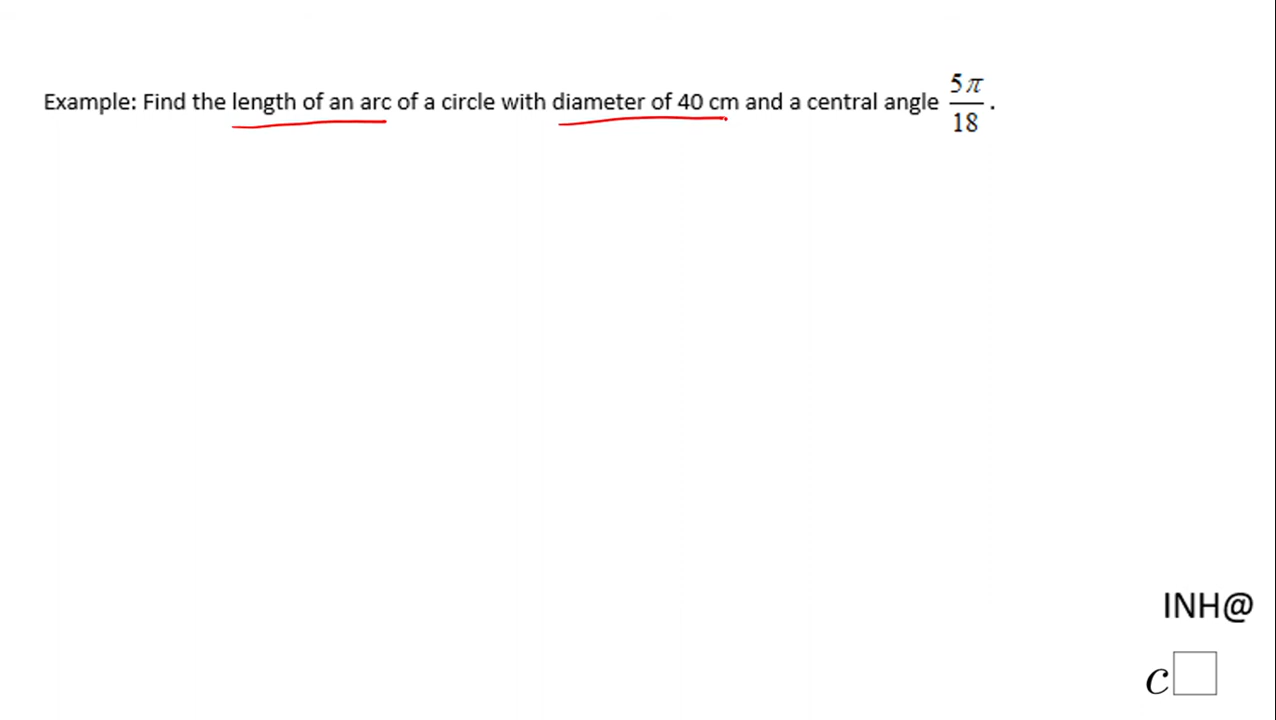 Example: Find the length of an arc of a circle with diameter of 40 cm and a central angle 5π/18.
INH@
c□